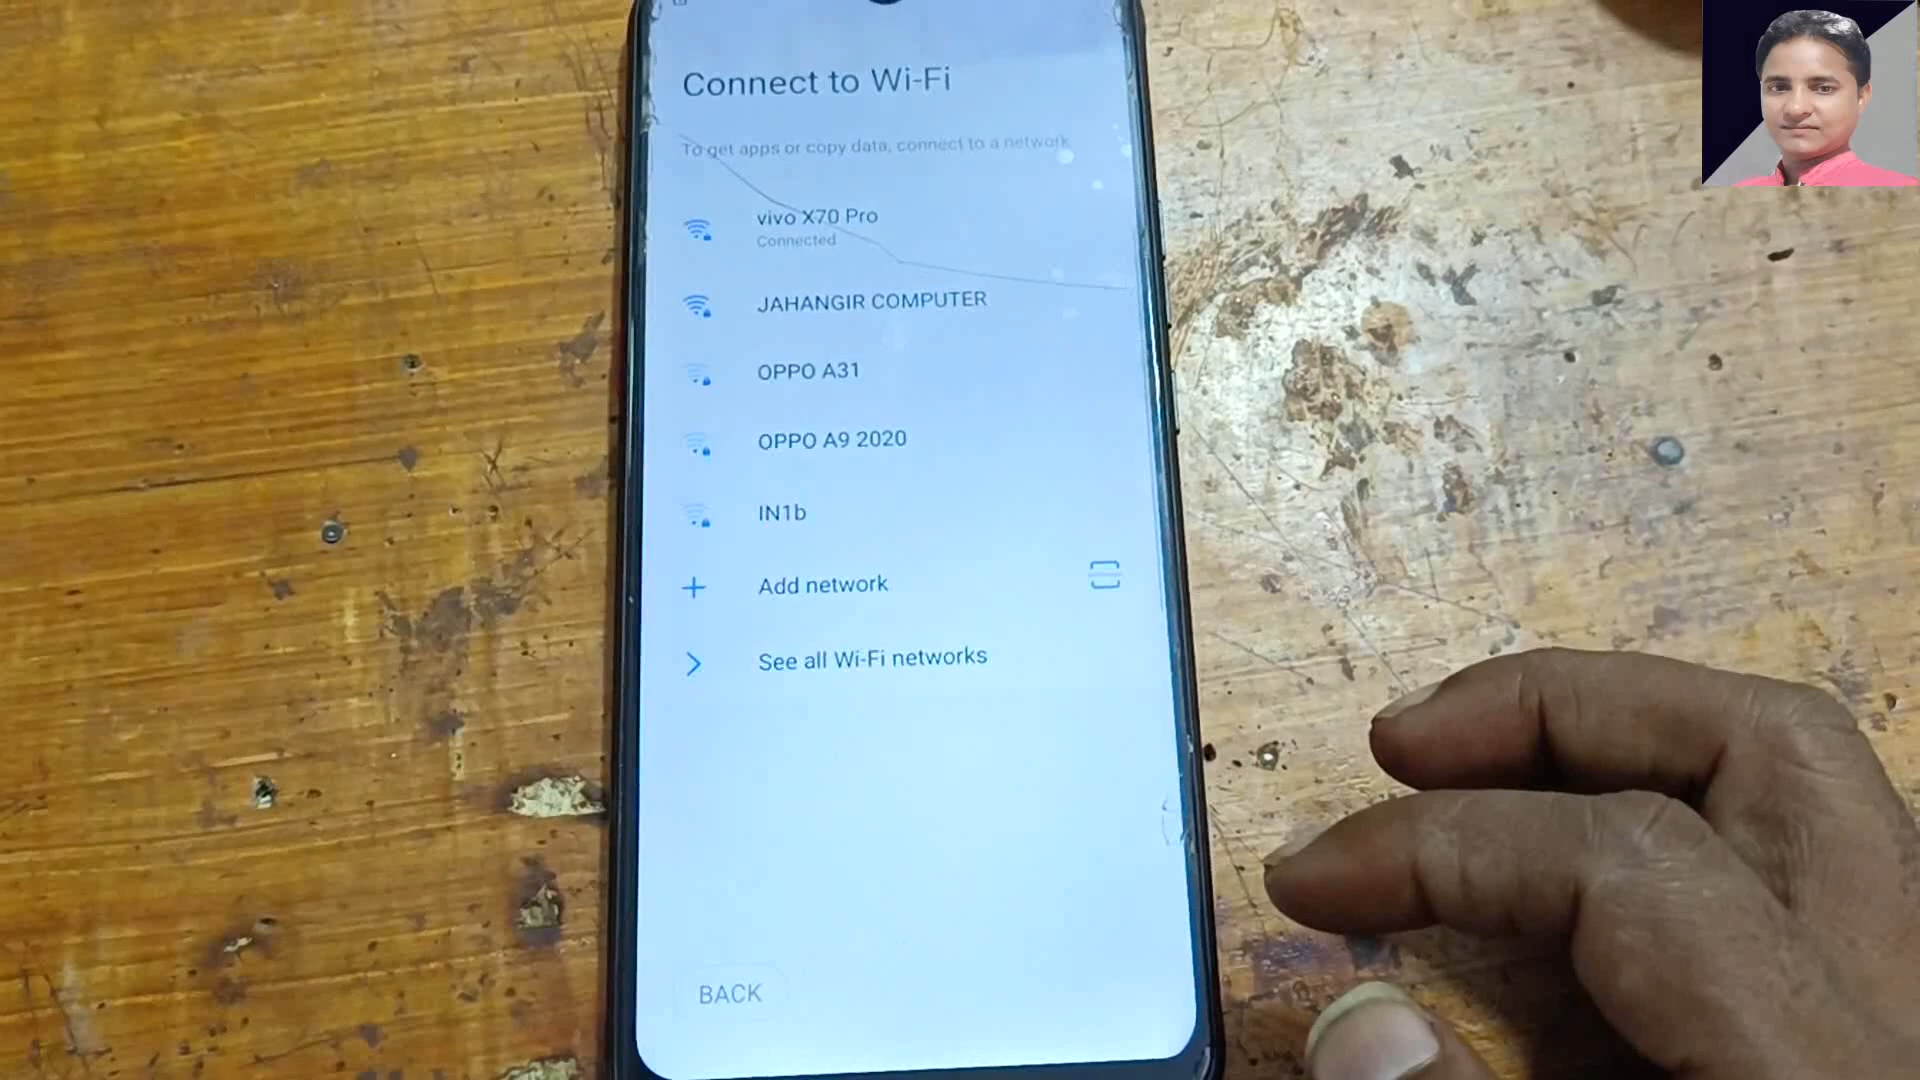 Connect to Wi-Fi
To get apps or copy data, connect to a network
vivo X70 Pro
Connected
JAHANGIR COMPUTER
OPPO A31
OPPO A9 2020
IN1b
Add network
See all Wi-Fi networks
BACK